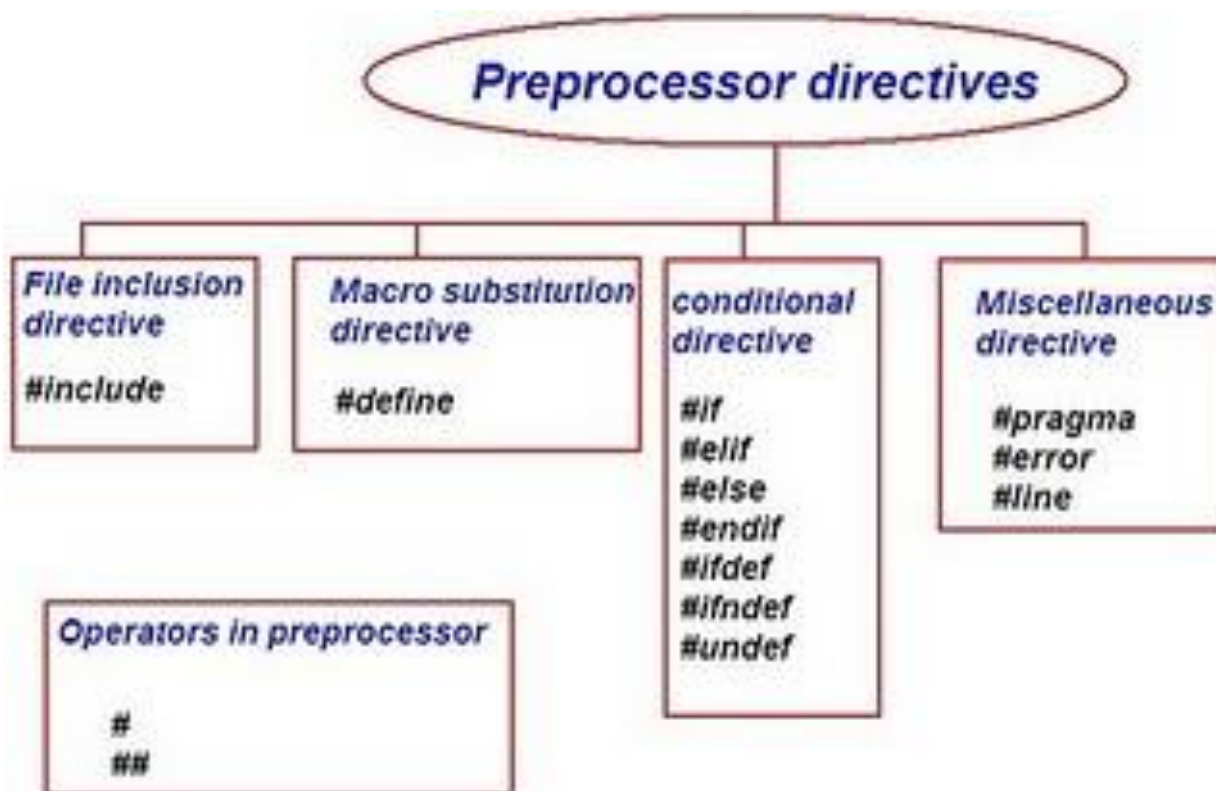 Preprocessor directives
File inclusion
directive
#include
Macro substitution
directive
#define
conditional
directive
#if
#elif
#else
#endif
#ifdef
#ifndef
#undef
Miscellaneous
directive
#pragma
#error
#line
Operators in preprocessor
#
##